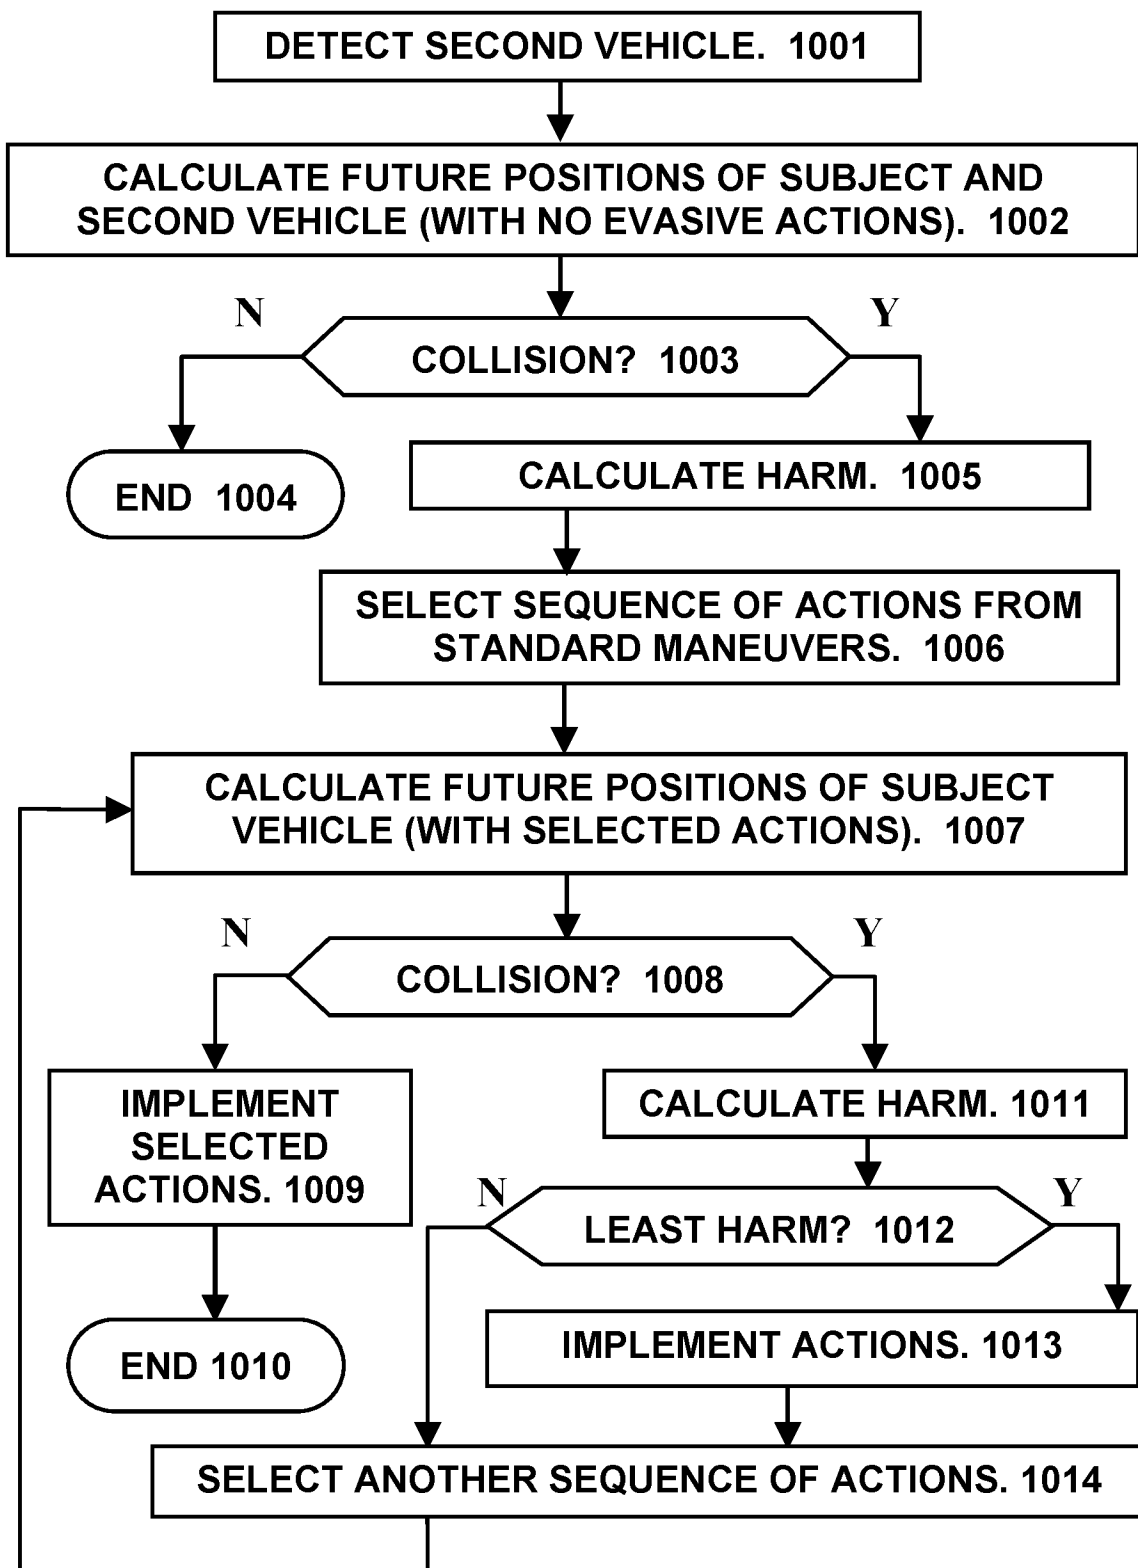 DETECT SECOND VEHICLE. 1001
CALCULATE FUTURE POSITIONS OF SUBJECT AND
SECOND VEHICLE (WITH NO EVASIVE ACTIONS). 1002
N
Y
COLLISION? 1003
END 1004
CALCULATE HARM. 1005
SELECT SEQUENCE OF ACTIONS FROM
STANDARD MANEUVERS. 1006
CALCULATE FUTURE POSITIONS OF SUBJECT
VEHICLE (WITH SELECTED ACTIONS). 1007
N
Y
COLLISION? 1008
IMPLEMENT
SELECTED
ACTIONS. 1009
CALCULATE HARM. 1011
N
Y
LEAST HARM? 1012
IMPLEMENT ACTIONS. 1013
END 1010
SELECT ANOTHER SEQUENCE OF ACTIONS. 1014